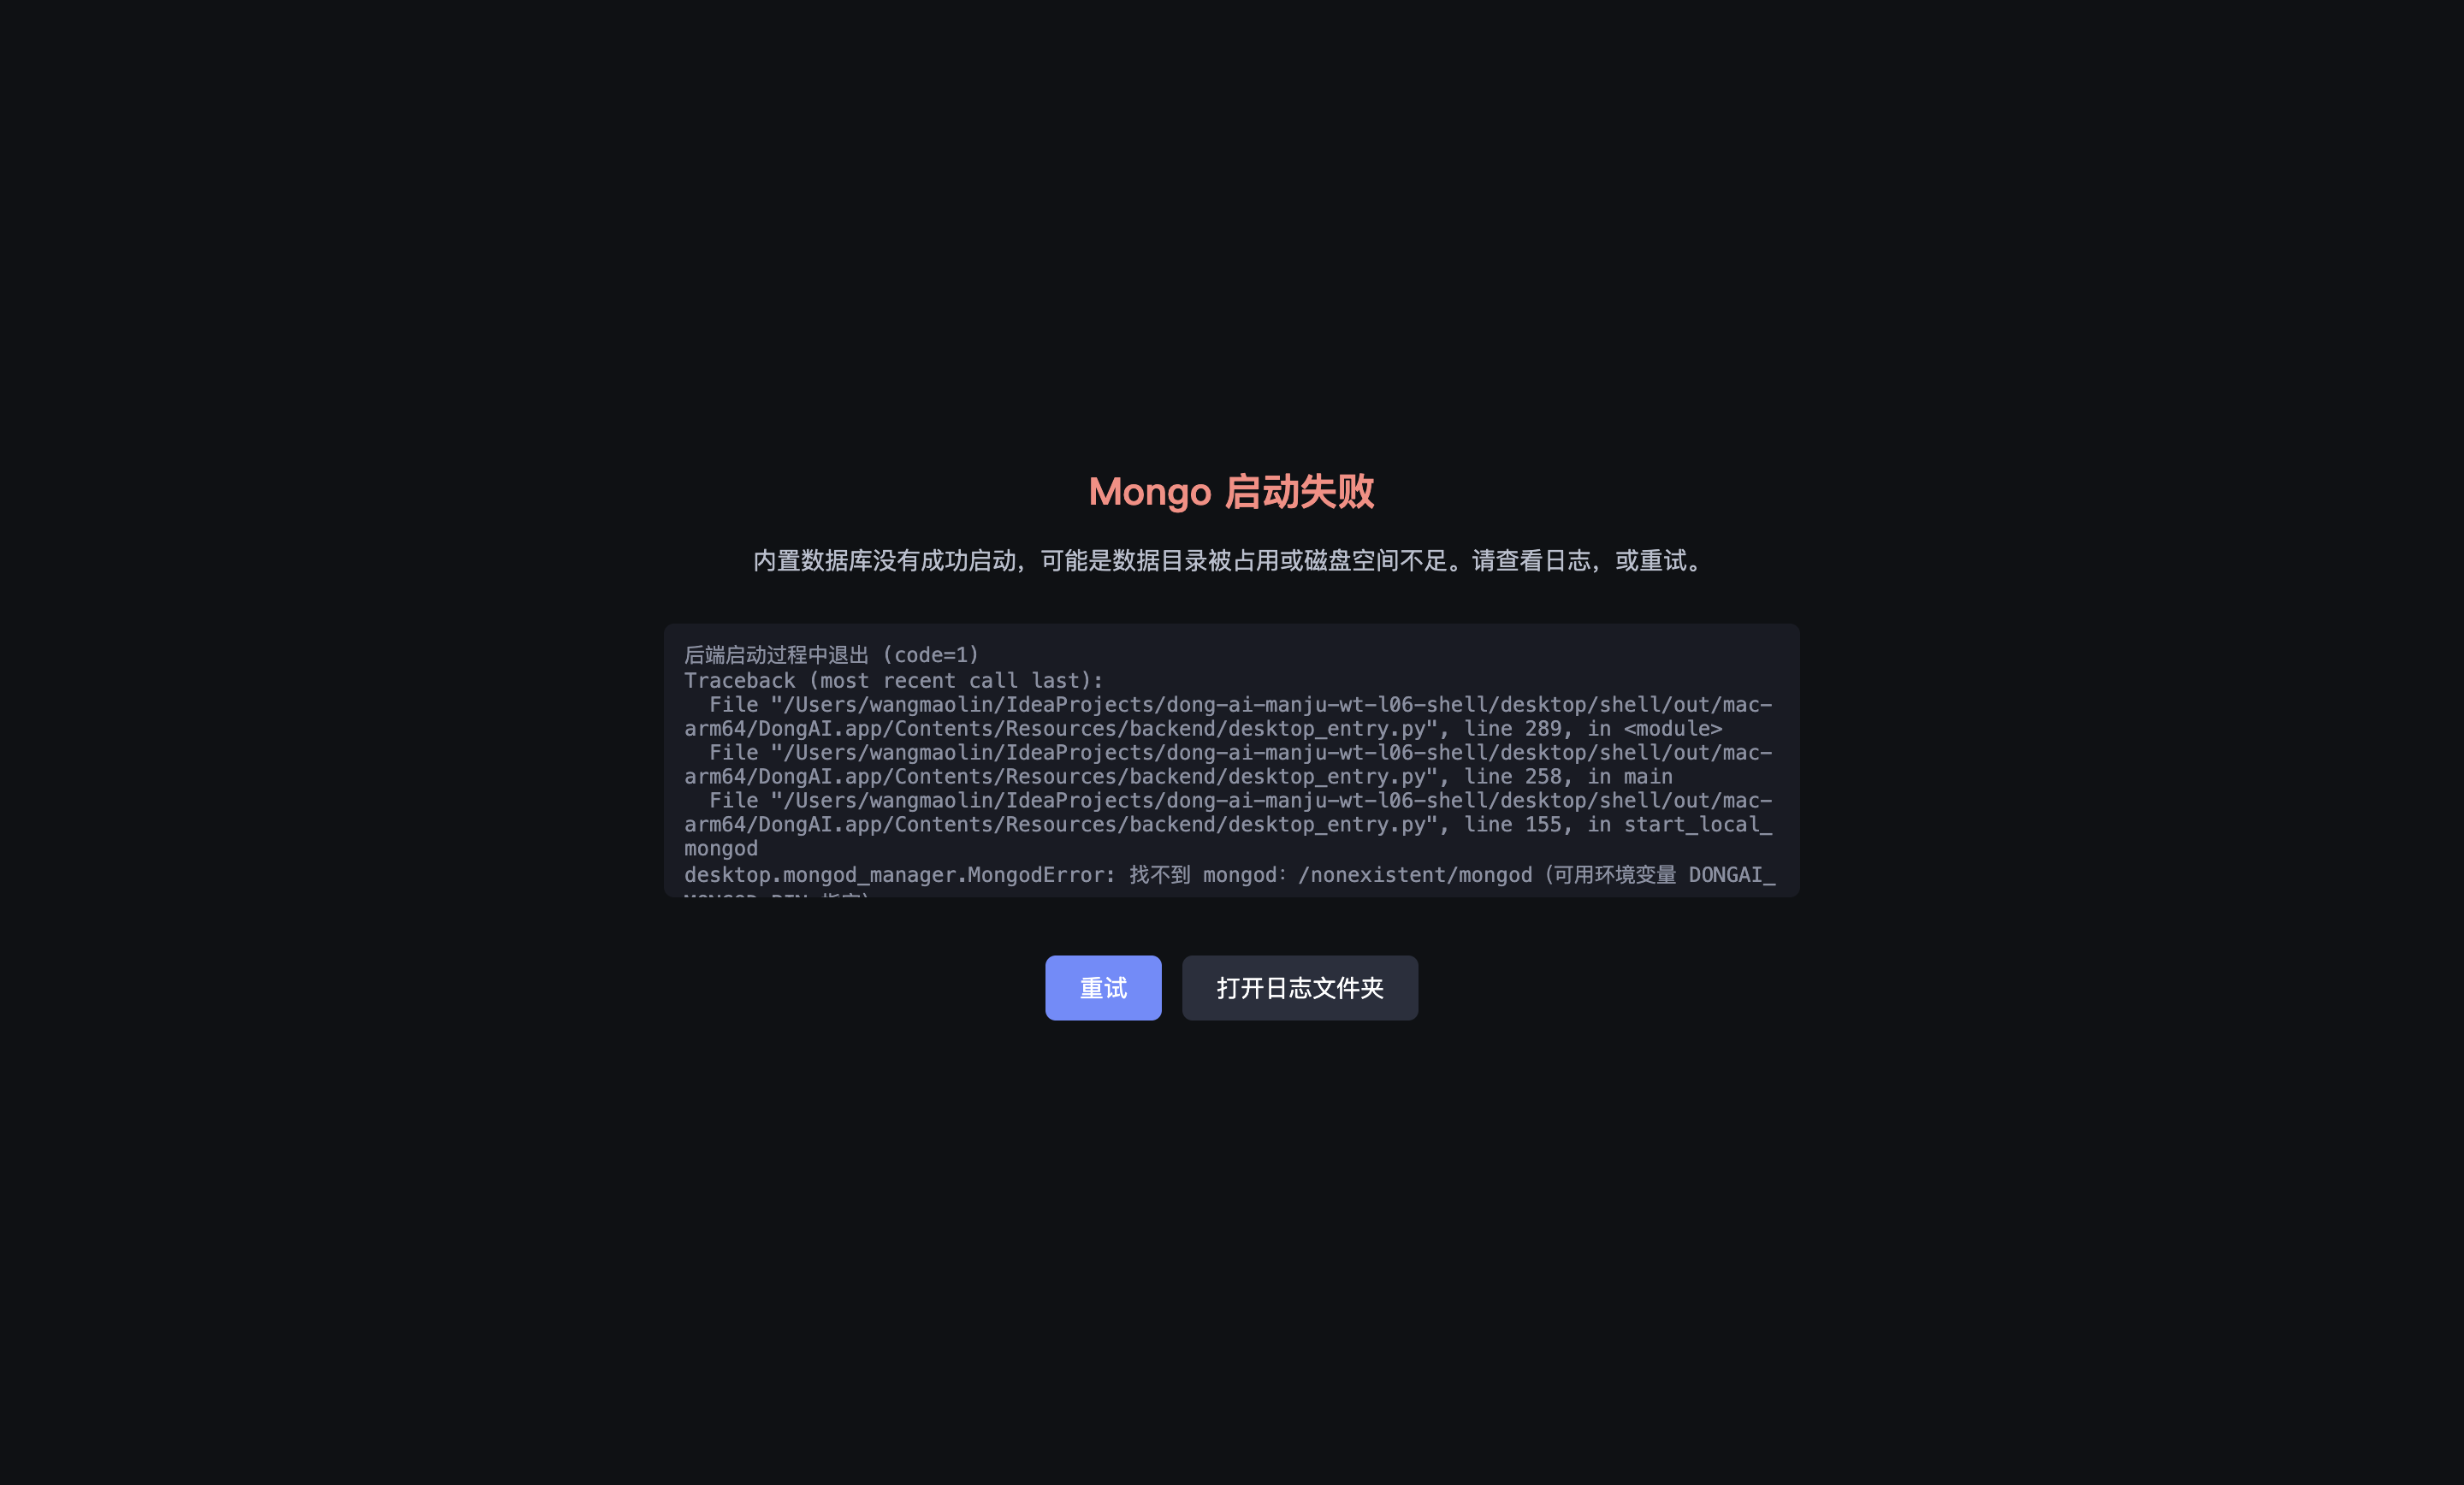 Mongo 启动失败
内置数据库没有成功启动，可能是数据目录被占用或磁盘空间不足。请查看日志，或重试。
后端启动过程中退出 (code=1)
Traceback (most recent call last):
  File "/Users/wangmaolin/IdeaProjects/dong-ai-manju-wt-l06-shell/desktop/shell/out/mac-
arm64/DongAI.app/Contents/Resources/backend/desktop_entry.py", line 289, in <module>
  File "/Users/wangmaolin/IdeaProjects/dong-ai-manju-wt-l06-shell/desktop/shell/out/mac-
arm64/DongAI.app/Contents/Resources/backend/desktop_entry.py", line 258, in main
  File "/Users/wangmaolin/IdeaProjects/dong-ai-manju-wt-l06-shell/desktop/shell/out/mac-
arm64/DongAI.app/Contents/Resources/backend/desktop_entry.py", line 155, in start_local_
mongod
desktop.mongod_manager.MongodError: 找不到 mongod：/nonexistent/mongod（可用环境变量 DONGAI_
重试
打开日志文件夹